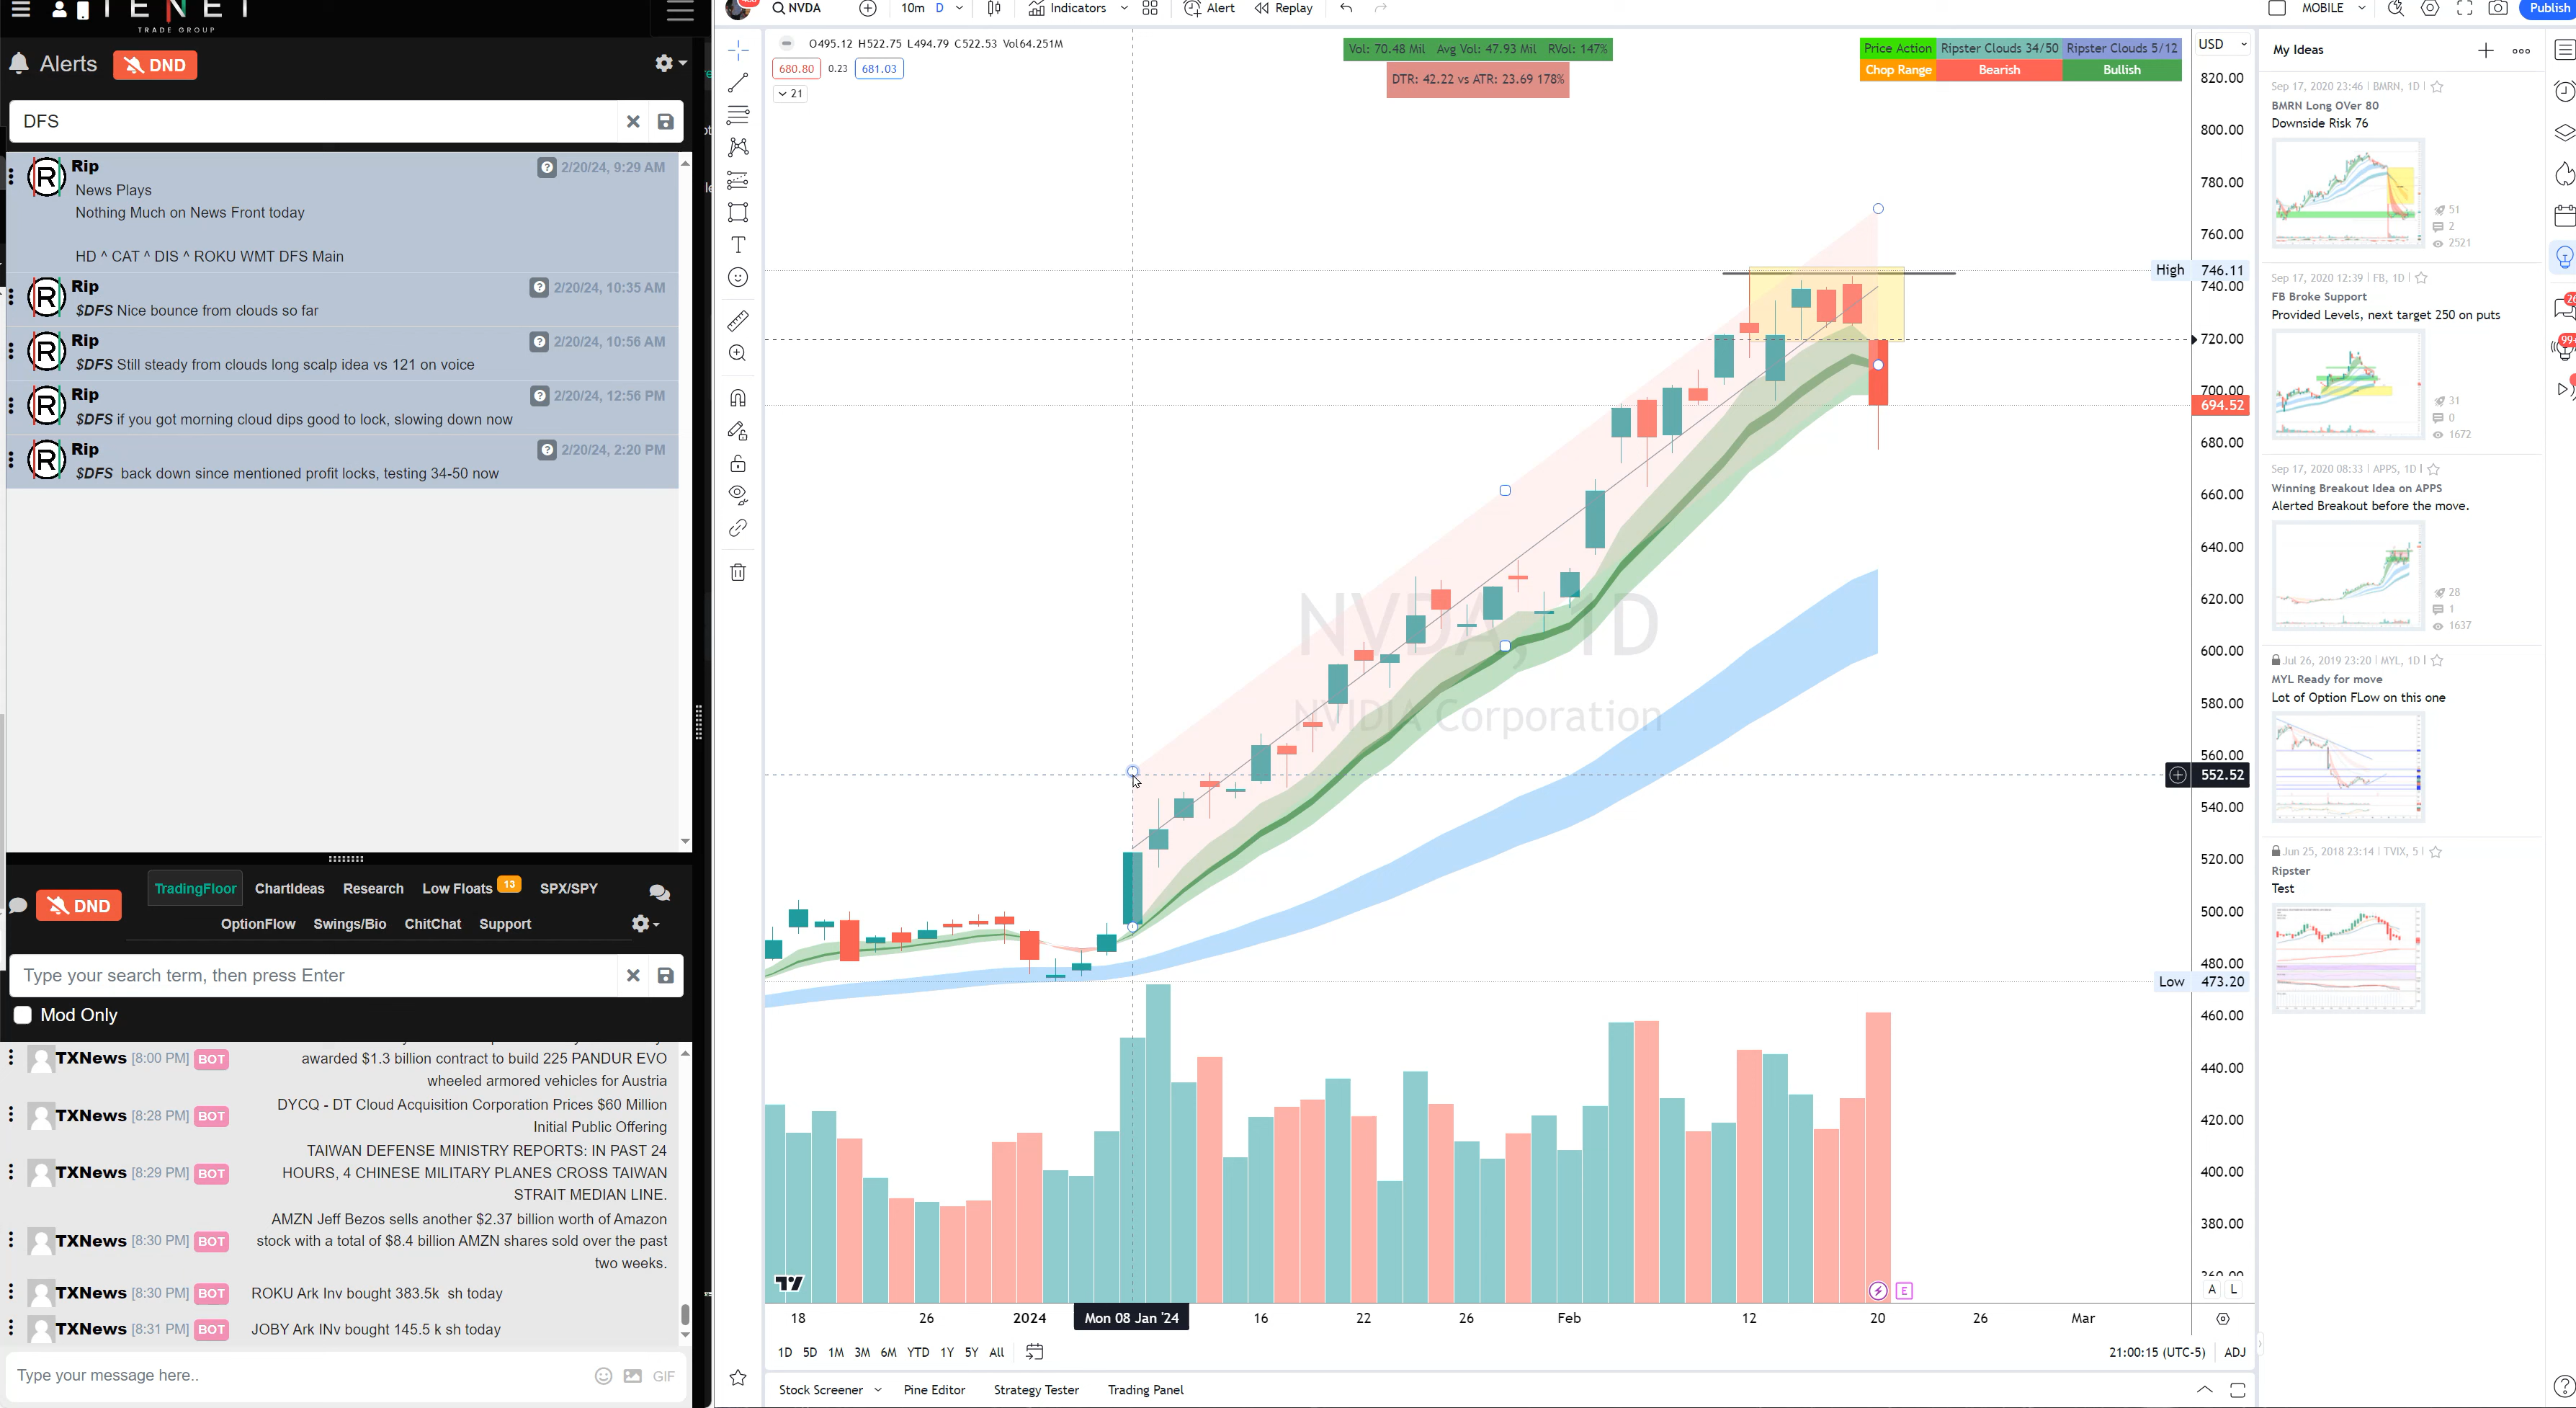 TENET
TRADE GROUP
Alerts
DND
DFS
Rip
2/20/24, 9:29 AM
News Plays
Nothing Much on News Front today
HD ^ CAT ^ DIS ^ ROKU WMT DFS Main
Rip
2/20/24, 10:35 AM
$DFS Nice bounce from clouds so far
Rip
2/20/24, 10:56 AM
$DFS Still steady from clouds long scalp idea vs 121 on voice
Rip
2/20/24, 12:56 PM
$DFS if you got morning cloud dips good to lock, slowing down now
Rip
2/20/24, 2:20 PM
$DFS back down since mentioned profit locks, testing 34-50 now
DND
TradingFloor ChartIdeas Research Low Floats 13 SPX/SPY
OptionFlow Swings/Bio ChitChat Support
Type your search term, then press Enter
Mod Only
TXNews [8:00 PM] BOT
awarded $1.3 billion contract to build 225 PANDUR EVO
wheeled armored vehicles for Austria
TXNews [8:28 PM] BOT
DYCQ - DT Cloud Acquisition Corporation Prices $60 Million
Initial Public Offering
TXNews [8:29 PM] BOT
TAIWAN DEFENSE MINISTRY REPORTS: IN PAST 24
HOURS, 4 CHINESE MILITARY PLANES CROSS TAIWAN
STRAIT MEDIAN LINE.
TXNews [8:30 PM] BOT
AMZN Jeff Bezos sells another $2.37 billion worth of Amazon
stock with a total of $8.4 billion AMZN shares sold over the past
two weeks.
TXNews [8:30 PM] BOT
ROKU Ark Inv bought 383.5k sh today
TXNews [8:31 PM] BOT
JOBY Ark INv bought 145.5 k sh today
Type your message here..
GIF
NVDA
10m D
Indicators
Alert
Replay
MOBILE
Publish
O495.12 H522.75 L494.79 C522.53 Vol64.251M
680.80 0.23 681.03
21
Vol: 70.48 Mil Avg Vol: 47.93 Mil RVol: 147%
DTR: 42.22 vs ATR: 23.69 178%
Price Action Ripster Clouds 34/50 Ripster Clouds 5/12
Chop Range Bearish Bullish
NVDA, 1D
NVIDIA Corporation
USD
820.00
800.00
780.00
760.00
High 746.11
740.00
720.00
700.00
694.52
680.00
660.00
640.00
620.00
600.00
580.00
560.00
552.52
540.00
520.00
500.00
480.00
Low 473.20
460.00
440.00
420.00
400.00
380.00
360.00
A L
E
18 26 2024 Mon 08 Jan '24 16 22 26 Feb 12 20 26 Mar
1D 5D 1M 3M 6M YTD 1Y 5Y All
21:00:15 (UTC-5) ADJ
Stock Screener Pine Editor Strategy Tester Trading Panel
My Ideas
Sep 17, 2020 23:46 | BMRN, 1D |
BMRN Long OVer 80
Downside Risk 76
51
2
2521
Sep 17, 2020 12:39 | FB, 1D |
FB Broke Support
Provided Levels, next target 250 on puts
31
0
1672
Sep 17, 2020 08:33 | APPS, 1D |
Winning Breakout Idea on APPS
Alerted Breakout before the move.
28
1
1637
Jul 26, 2019 23:20 | MYL, 1D |
MYL Ready for move
Lot of Option FLow on this one
Jun 25, 2018 23:14 | TVIX, 5 |
Ripster
Test